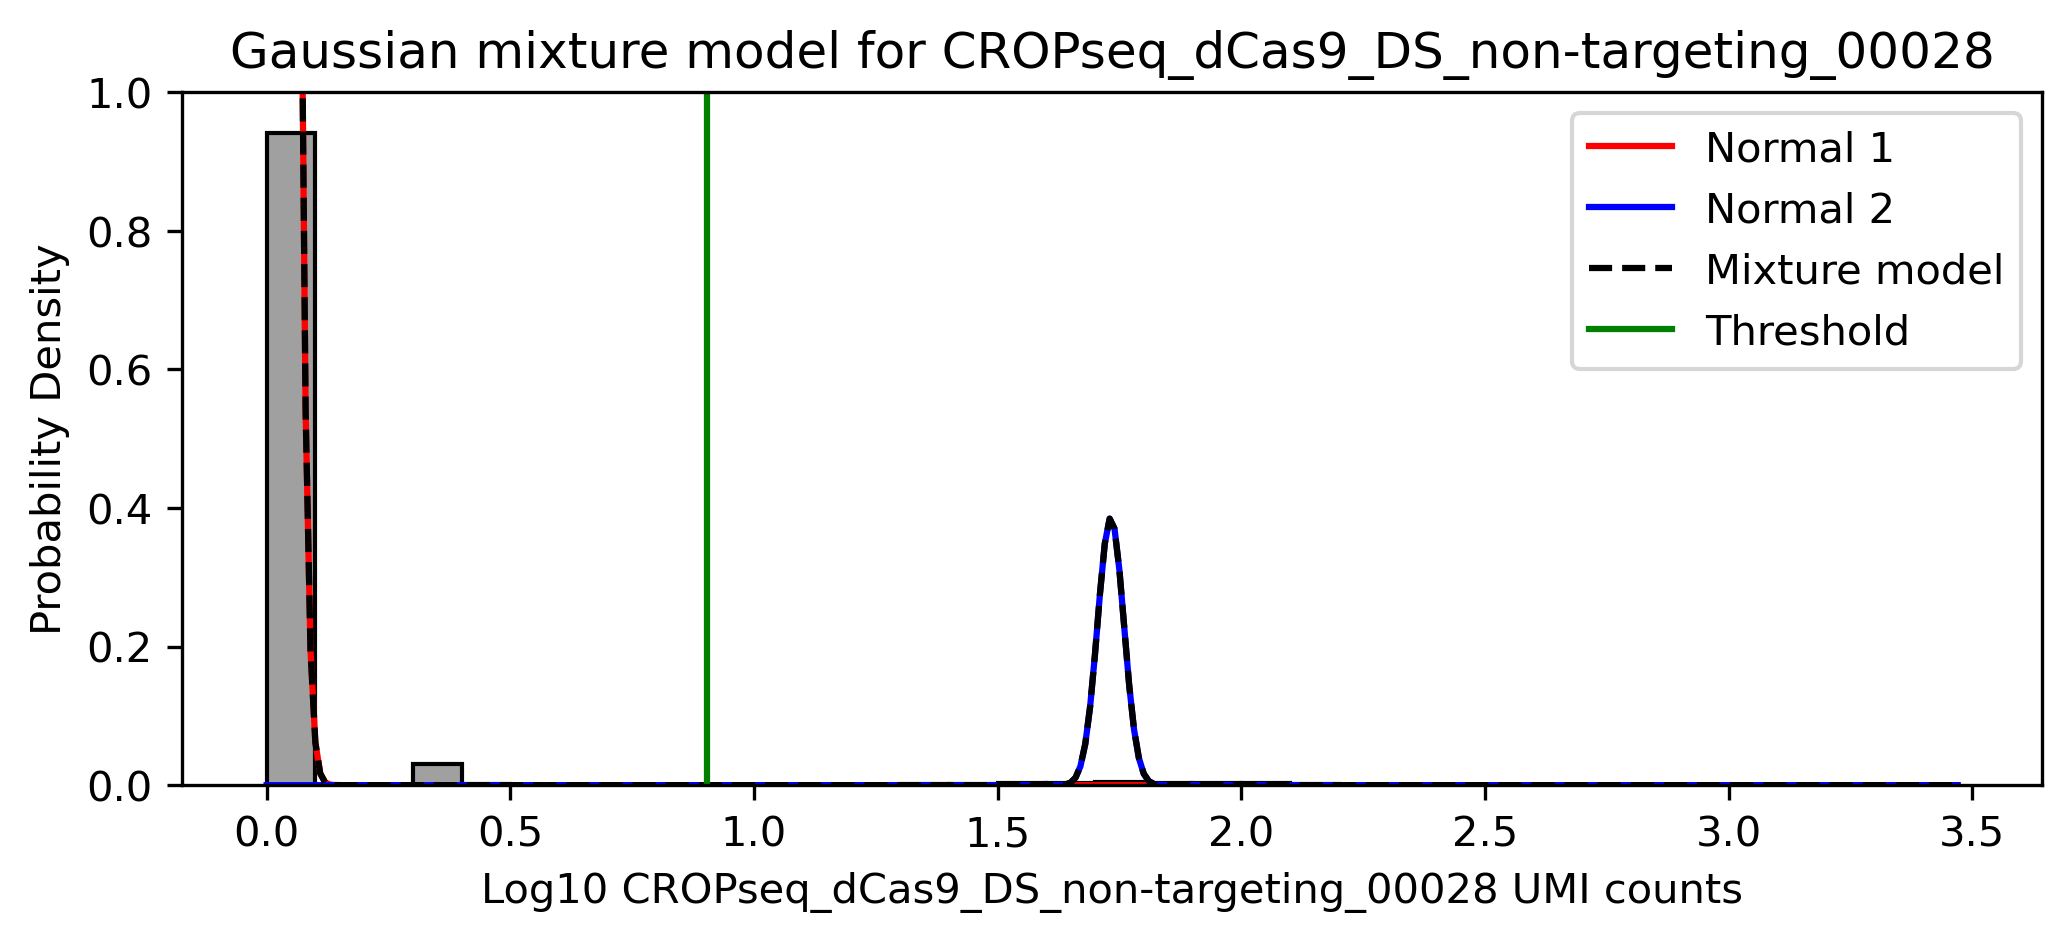 Gaussian mixture model for CROPseq_dCas9_DS_non-targeting_00028
1.0
0.8
0.6
0.4
0.2
0.0
Probability Density
Normal 1
Normal 2
Mixture model
Threshold
0.0 0.5 1.0 1.5 2.0 2.5 3.0 3.5
Log10 CROPseq_dCas9_DS_non-targeting_00028 UMI counts